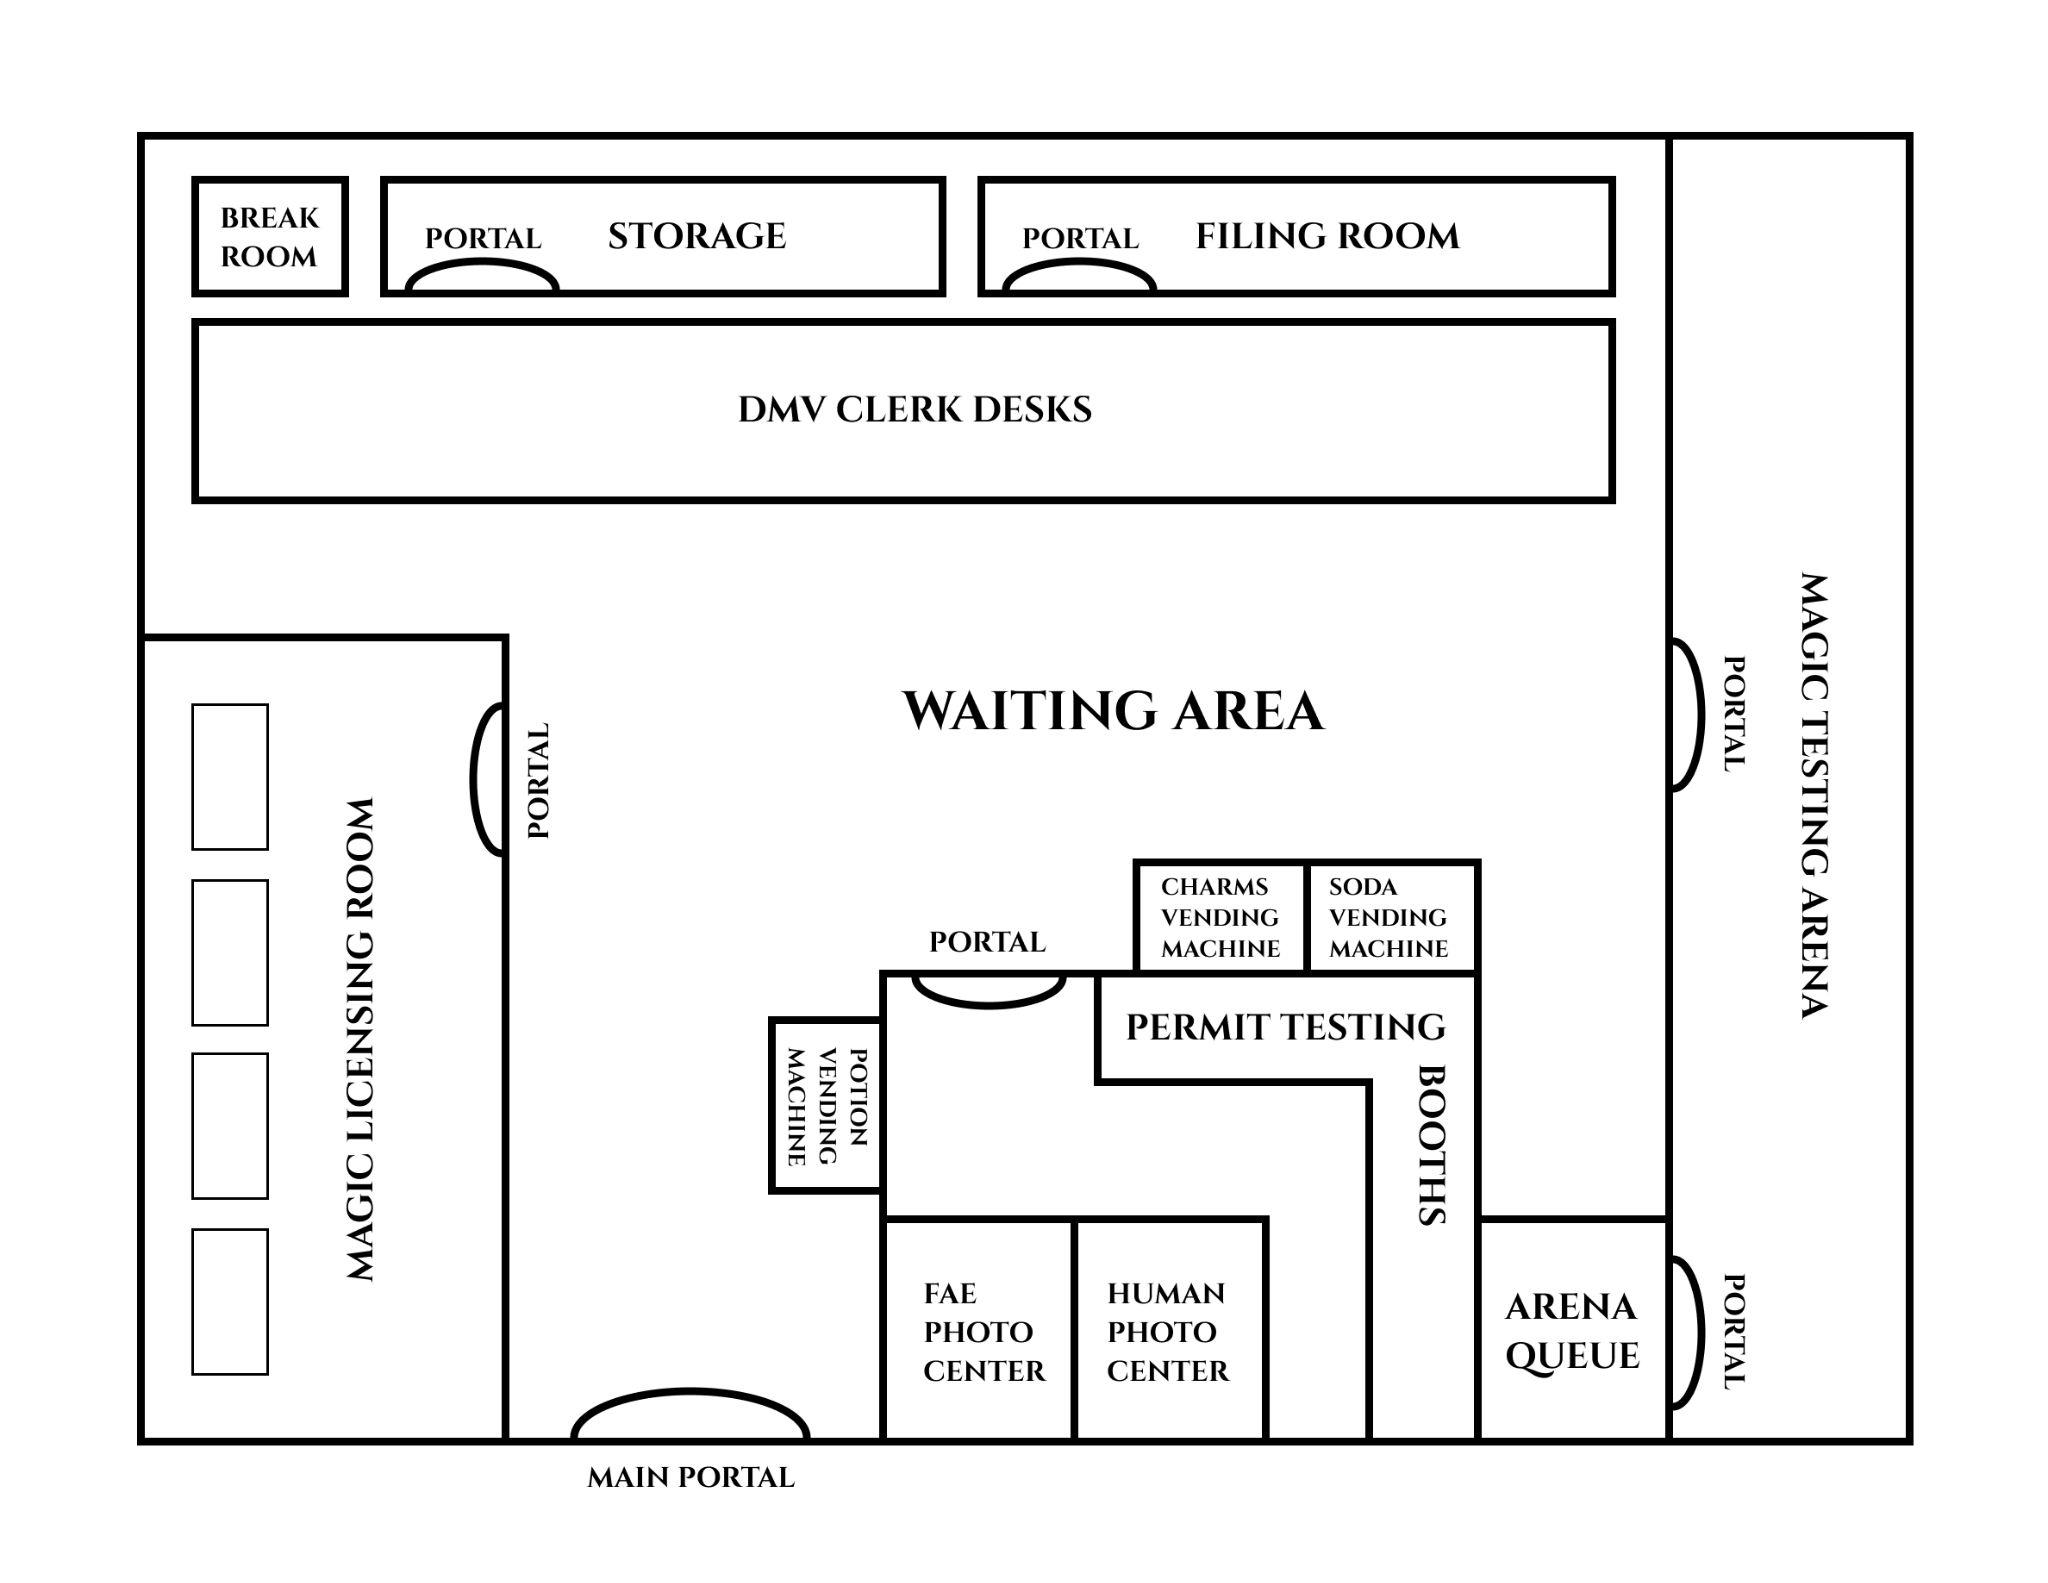 BREAK
ROOM
PORTAL
STORAGE
PORTAL
FILING ROOM
DMV CLERK DESKS
MAGIC TESTING ARENA
WAITING AREA
PORTAL
PORTAL
MAGIC LICENSING ROOM
CHARMS
VENDING
MACHINE
SODA
VENDING
MACHINE
PORTAL
PERMIT TESTING
BOOTHS
POTION
VENDING
MACHINE
FAE
PHOTO
CENTER
HUMAN
PHOTO
CENTER
ARENA
QUEUE
PORTAL
MAIN PORTAL